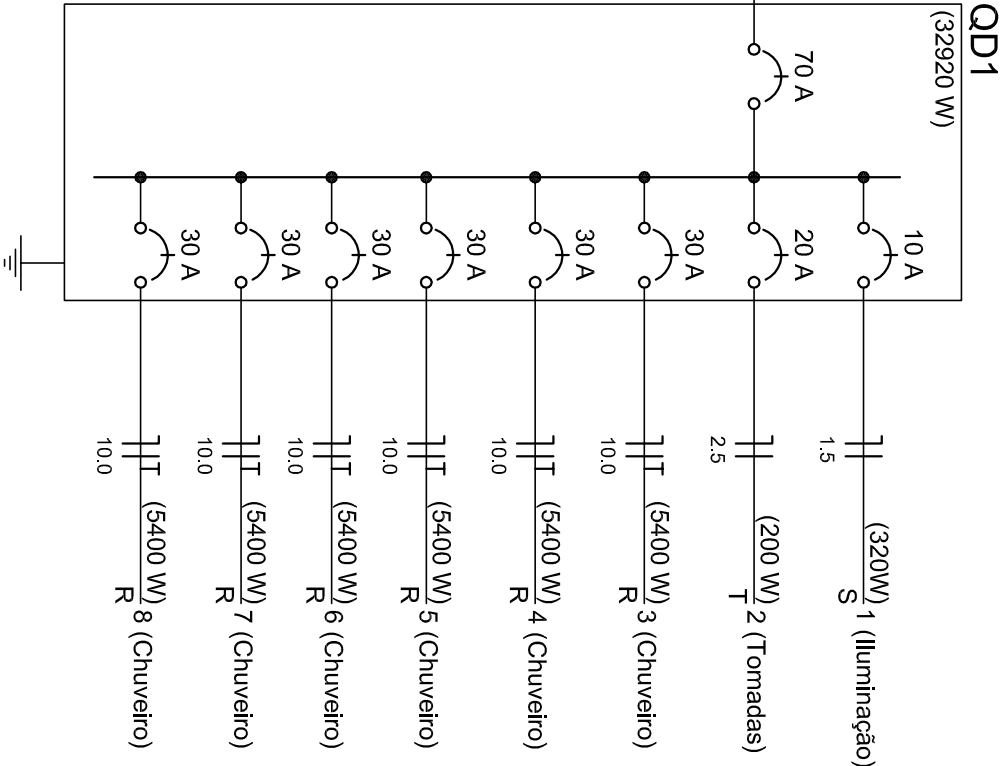 QD1
(32920 W)
70 A
10 A
1.5
(320W)
S
1 (Iluminação)
20 A
2.5
(200 W)
T
2 (Tomadas)
30 A
10.0
(5400 W)
R
3 (Chuveiro)
30 A
10.0
(5400 W)
R
4 (Chuveiro)
30 A
10.0
(5400 W)
R
5 (Chuveiro)
30 A
10.0
(5400 W)
R
6 (Chuveiro)
30 A
10.0
(5400 W)
R
7 (Chuveiro)
30 A
10.0
(5400 W)
R
8 (Chuveiro)